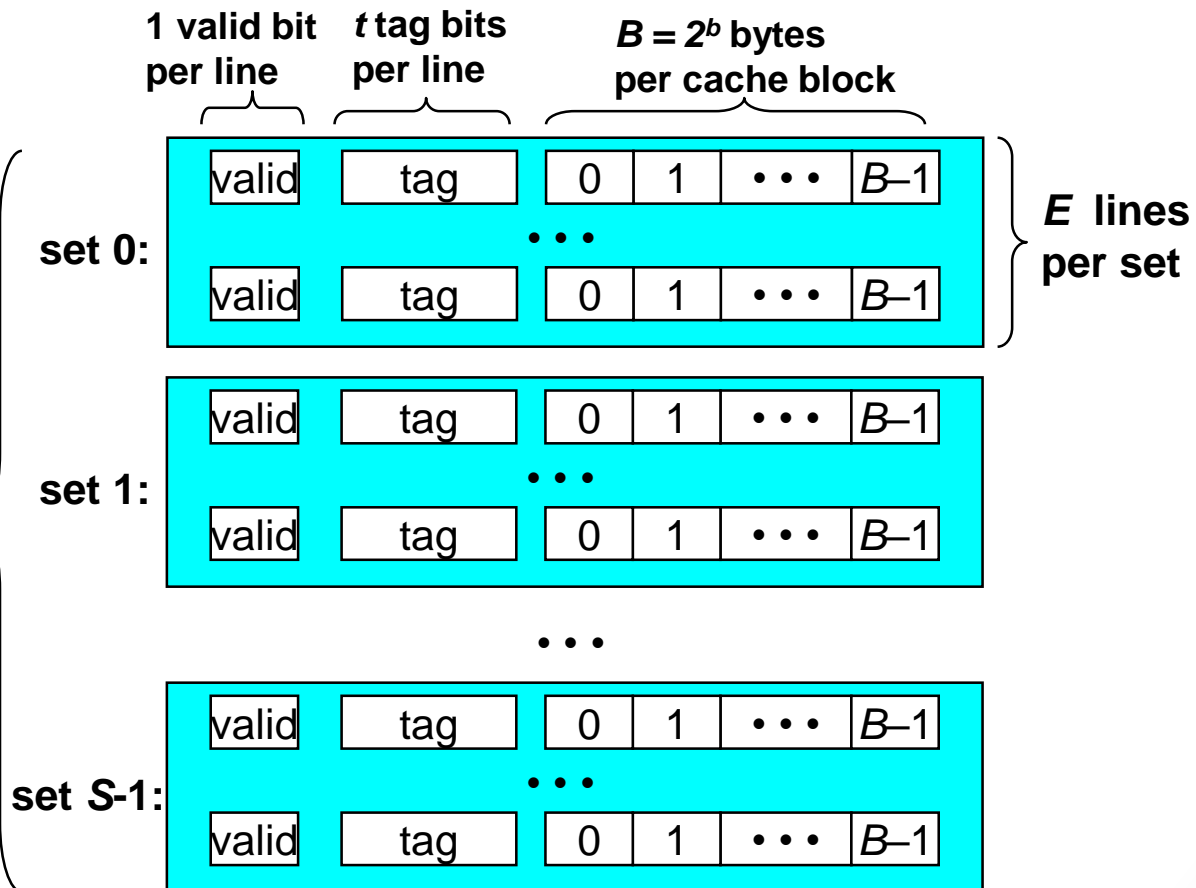 1 valid bit
per line
t tag bits
per line
B = 2^b bytes
per cache block
valid tag 0 1 • • • B–1
set 0: • • •
valid tag 0 1 • • • B–1
E lines
per set
valid tag 0 1 • • • B–1
set 1: • • •
valid tag 0 1 • • • B–1
• • •
valid tag 0 1 • • • B–1
set S-1: • • •
valid tag 0 1 • • • B–1